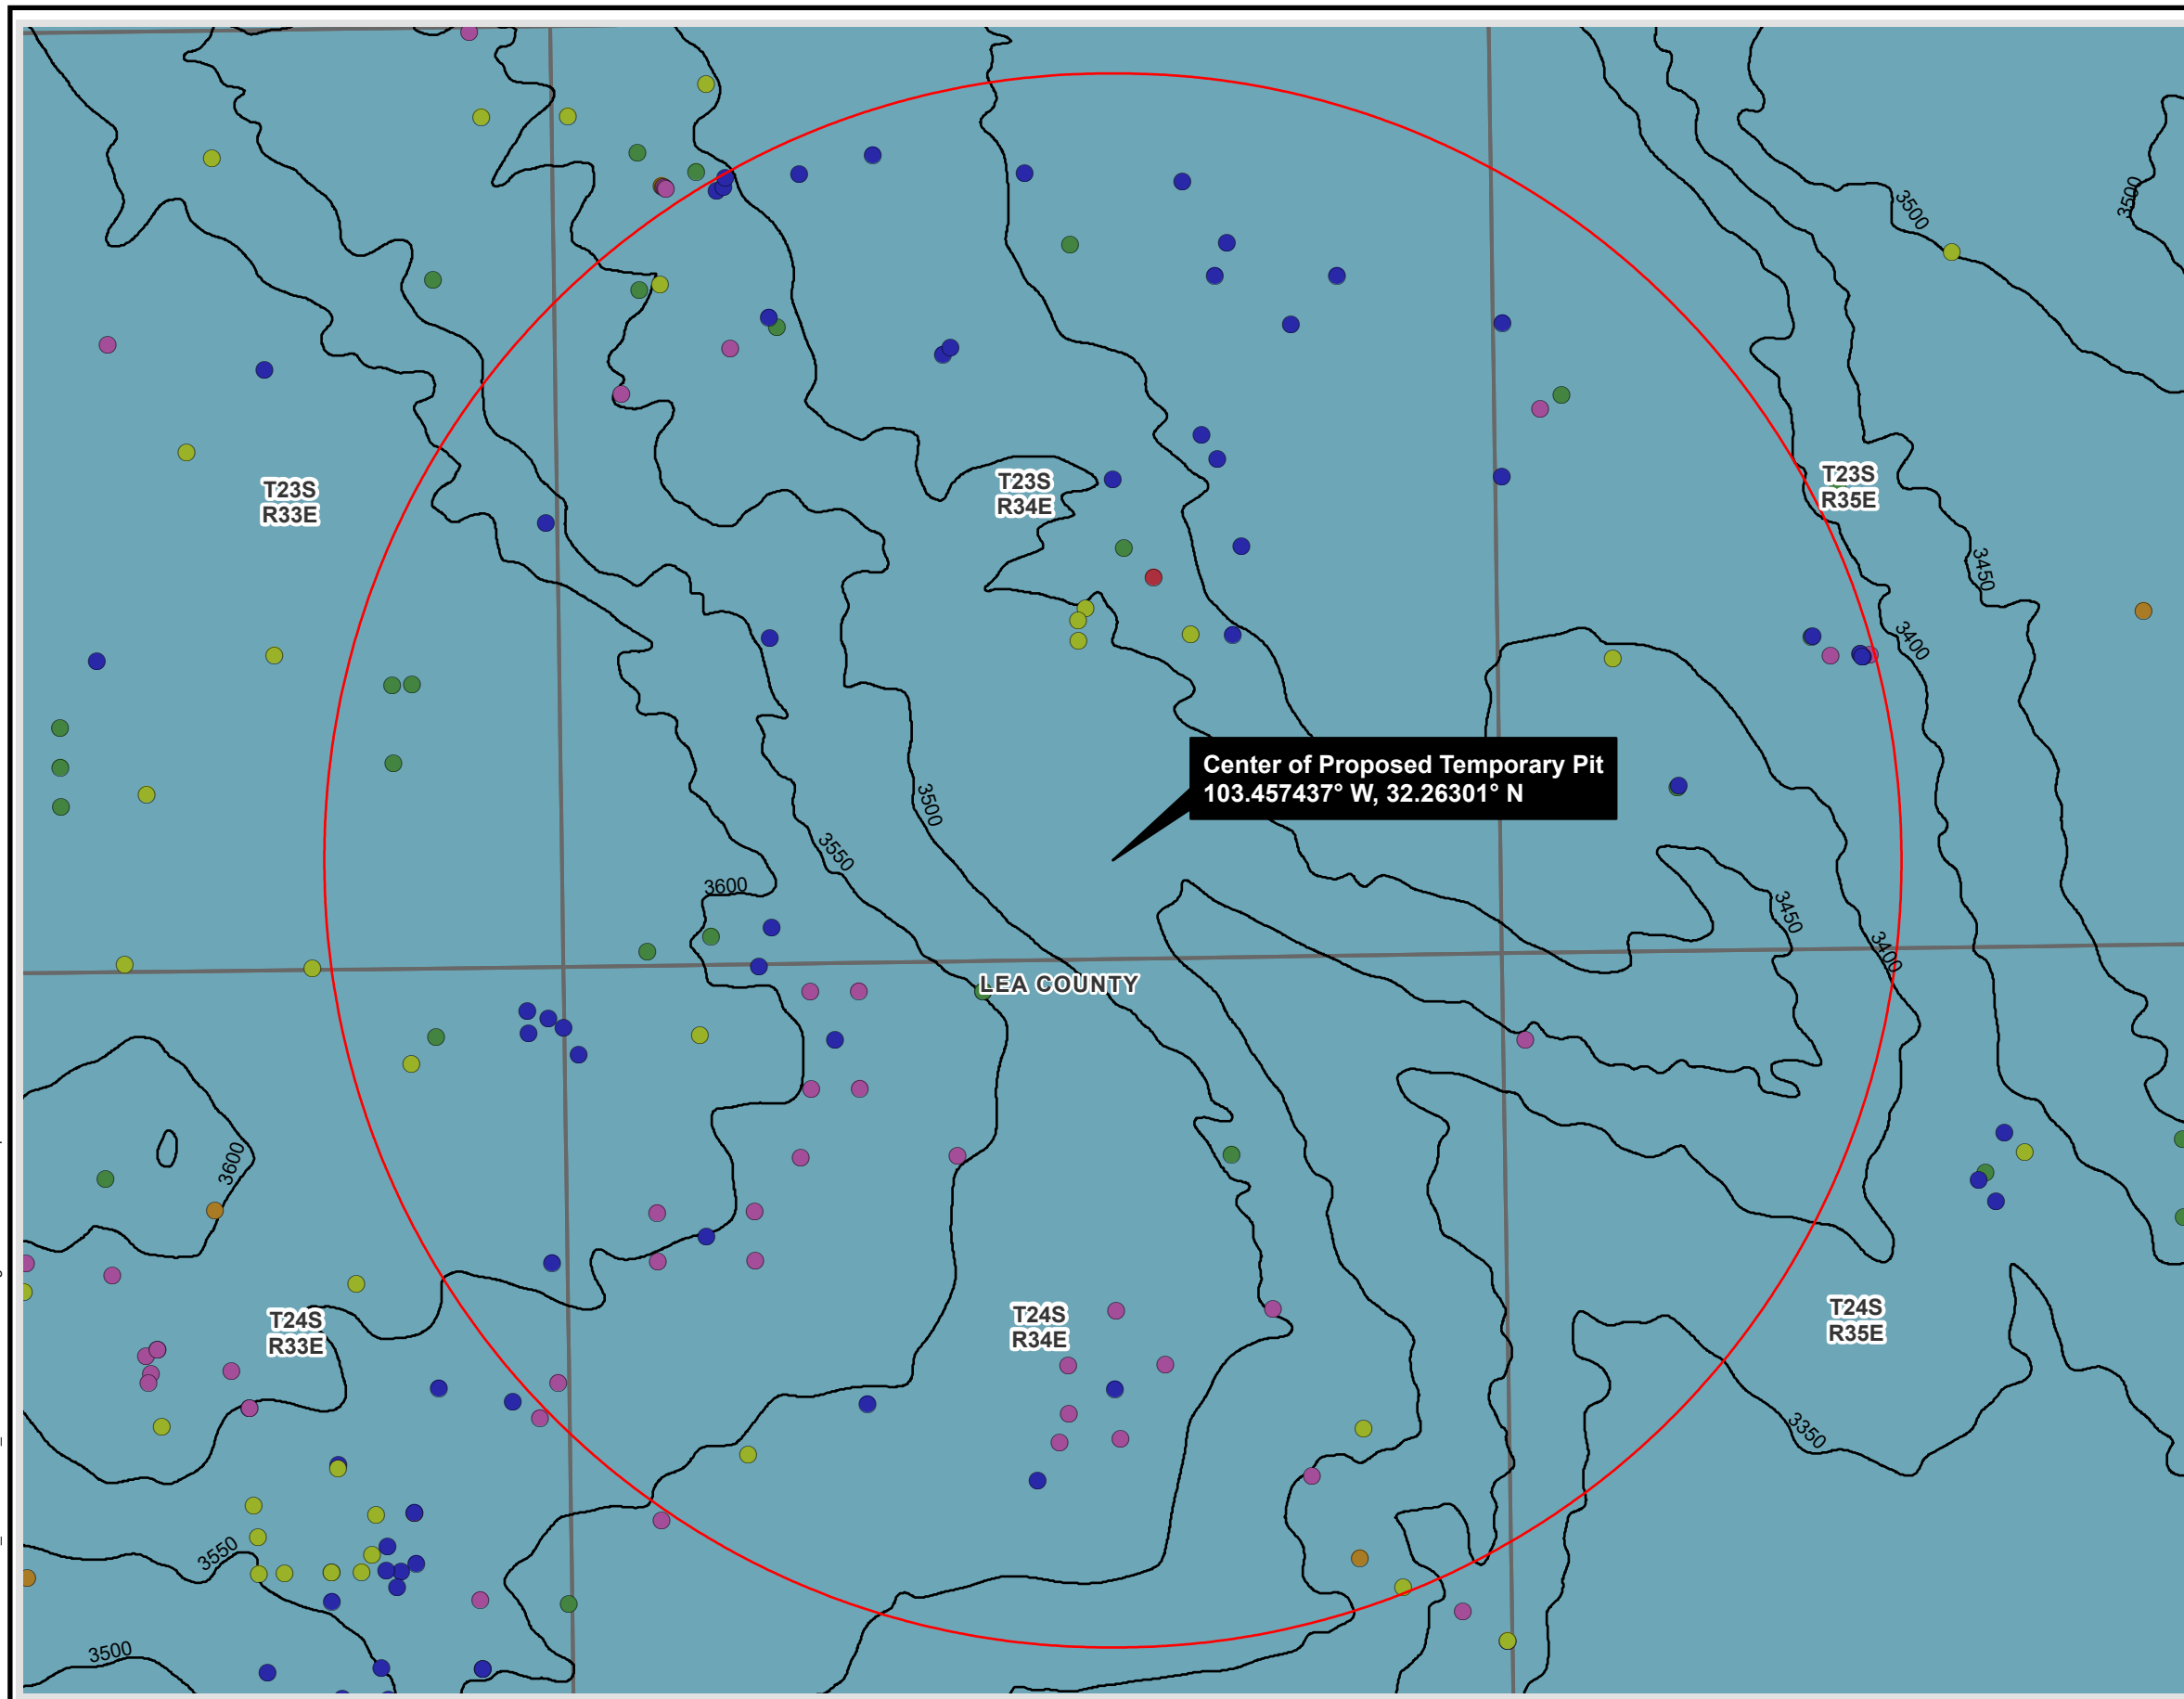 3500
3500
T23S
R33E
T23S
R34E
T23S
R35E
3450
3400
Center of Proposed Temporary Pit
103.457437° W, 32.26301° N
3500
3550
3600
3450
3400
LEA COUNTY
3600
T24S
R33E
T24S
R34E
T24S
R35E
3350
3550
3500